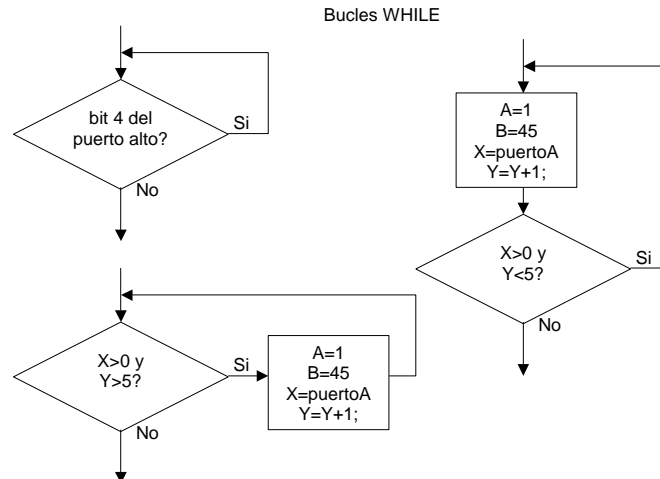 Bucles WHILE
bit 4 del
puerto alto?
Si
No
A=1
B=45
X=puertoA
Y=Y+1;
X>0 y
Y<5?
Si
No
X>0 y
Y>5?
Si
No
A=1
B=45
X=puertoA
Y=Y+1;